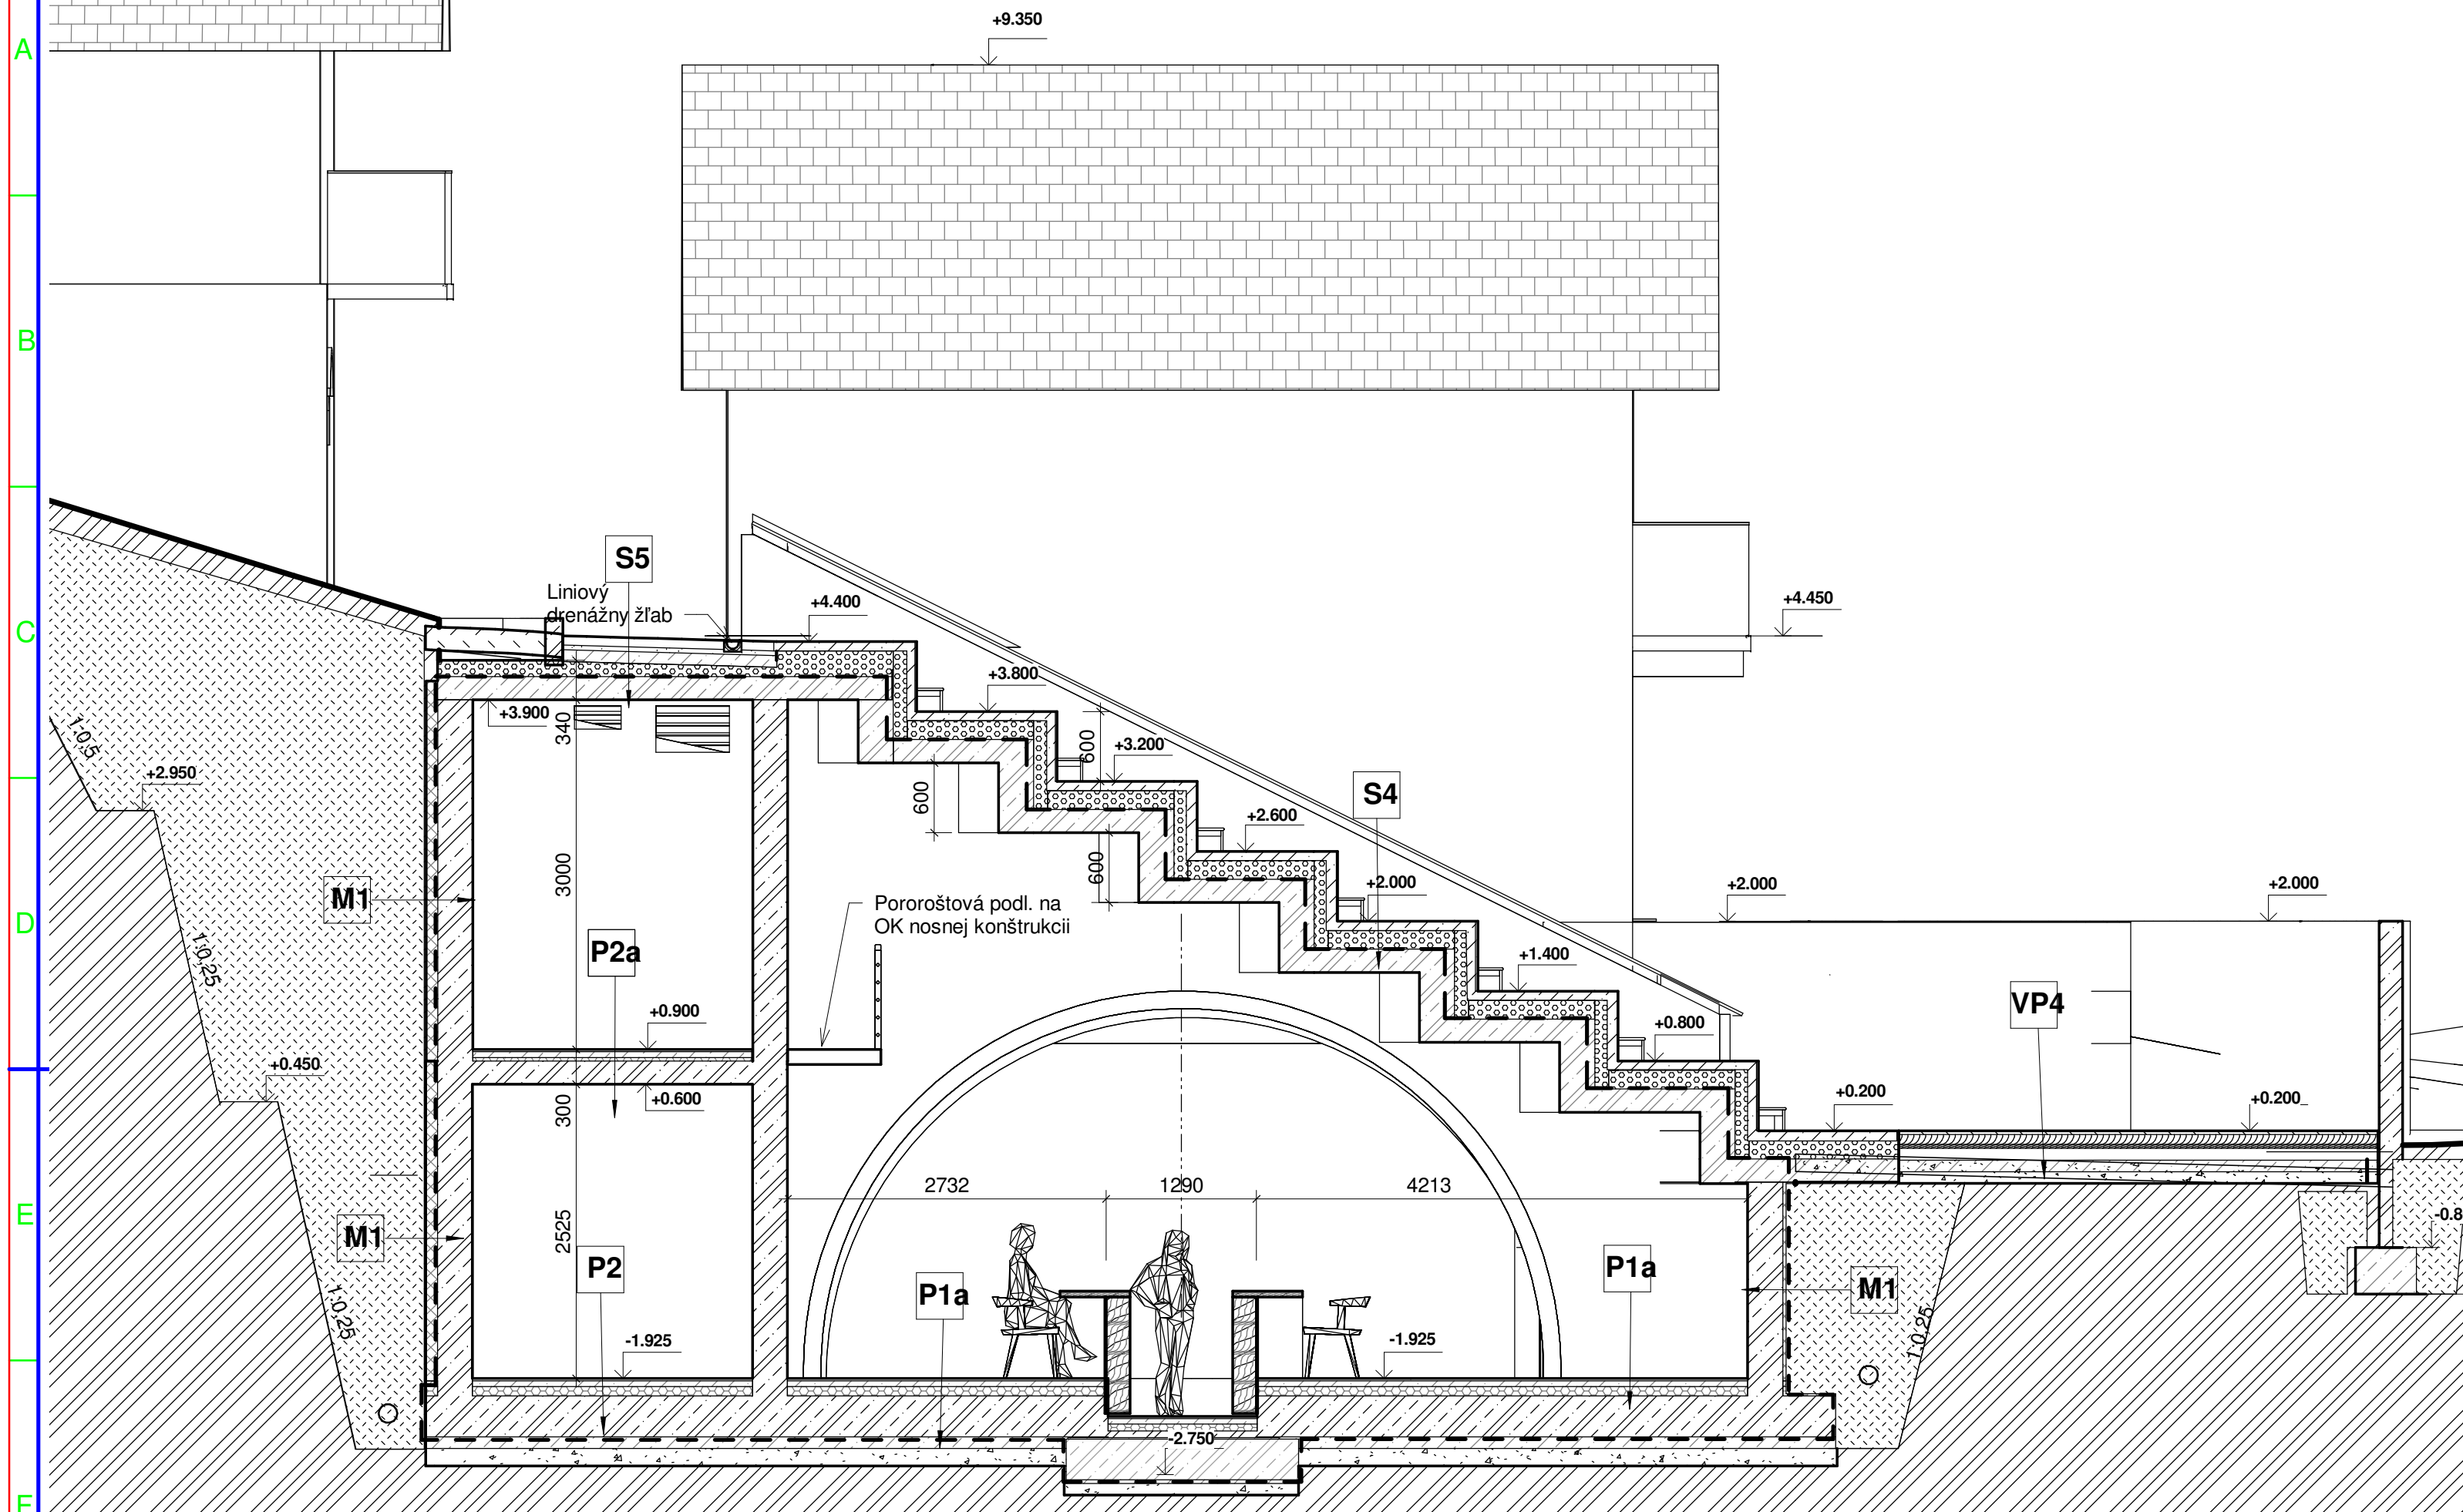 A
+9.350
B
S5
Liniový
drenážny žľab
+4.400
+4.450
C
+3.800
+3.900
340
1:0,5
600
+3.200
+2.950
600
S4
+2.600
600
3000
M1
+2.000
+2.000
+2.000
Pororoštová podl. na
OK nosnej konštrukcii
D
P2a
1:0,25
+1.400
VP4
+0.900
+0.800
+0.450
+0.600
300
+0.200
+0.200
2732
1290
4213
E
-0.8
M1
2525
P2
P1a
P1a
M1
1:0,25
1:0,25
-1.925
-1.925
-2.750